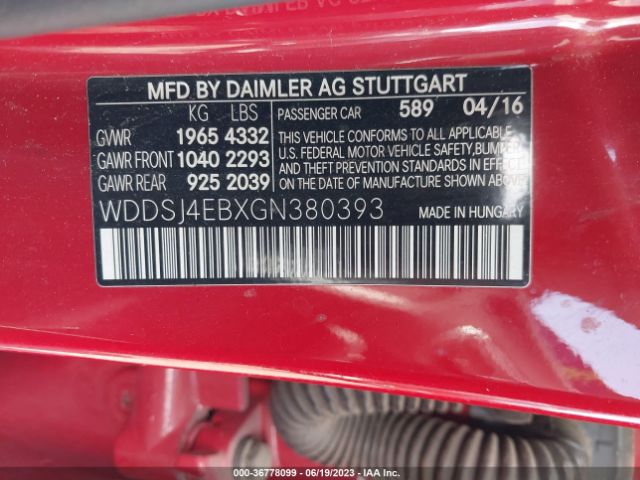 MFD BY DAIMLER AG STUTTGART
KG LBS PASSENGER CAR 589 04/16
GVWR 1965 4332
GAWR FRONT 1040 2293
GAWR REAR 925 2039
THIS VEHICLE CONFORMS TO ALL APPLICABLE
U.S. FEDERAL MOTOR VEHICLE SAFETY, BUMPER
AND THEFT PREVENTION STANDARDS IN EFFECT
ON THE DATE OF MANUFACTURE SHOWN ABOVE.
WDDSJ4EBXGN380393 MADE IN HUNGARY
000-36778099 - 06/19/2023 - IAA Inc.